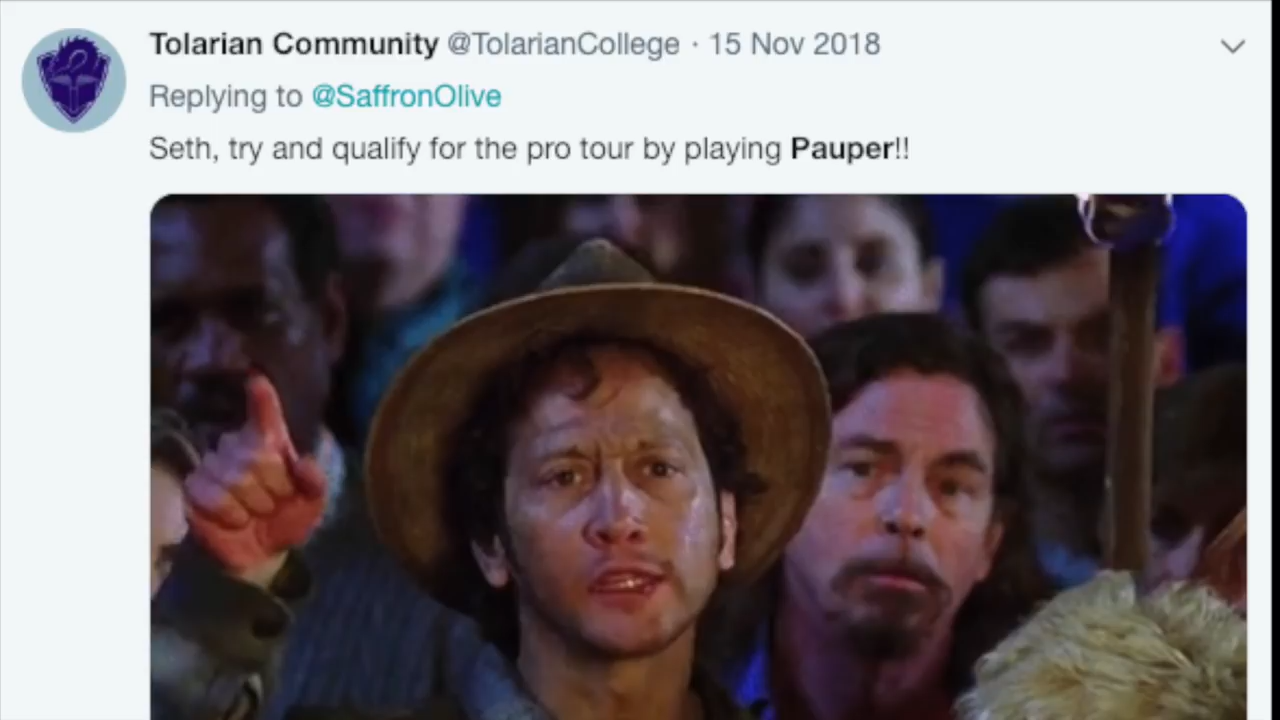 Tolarian Community @TolarianCollege · 15 Nov 2018
Replying to @SaffronOlive
Seth, try and qualify for the pro tour by playing Pauper!!